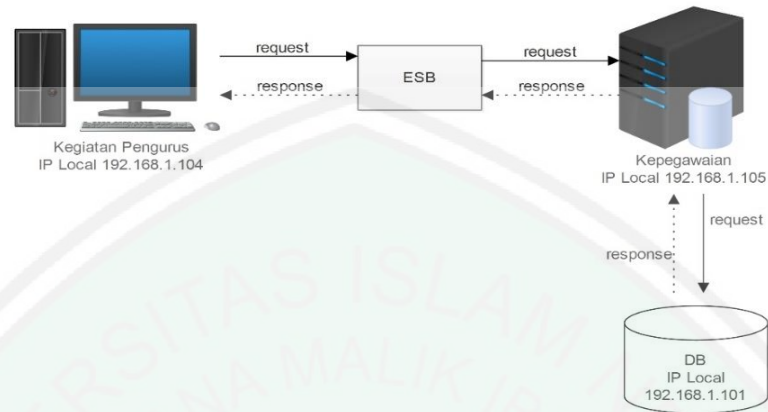 request
request
ESB
response
response
Kegiatan Pengurus
IP Local 192.168.1.104
Kepegawaian
IP Local 192.168.1.105
request
response
DB
IP Local
192.168.1.101